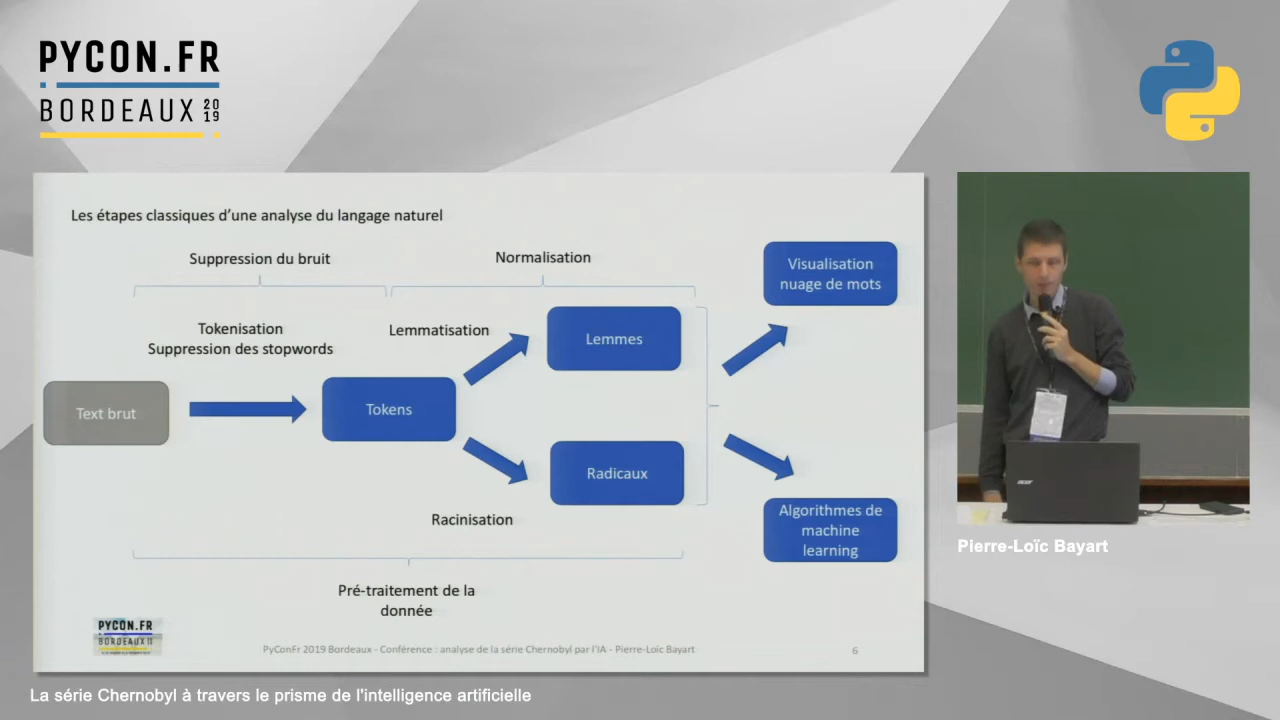 PYCON.FR
BORDEAUX 2019
Les étapes classiques d'une analyse du langage naturel
Suppression du bruit
Normalisation
Visualisation
nuage de mots
Tokenisation
Suppression des stopwords
Lemmatisation
Lemmes
Text brut
Tokens
Radicaux
Racinisation
Algorithmes de
machine
learning
Pré-traitement de la
donnée
PYCON.FR
BORDEAUX
PyConFr 2019 Bordeaux - Conférence : analyse de la série Chernobyl par l'IA - Pierre-Loïc Bayart
6
acer
Pierre-Loïc Bayart
La série Chernobyl à travers le prisme de l'intelligence artificielle